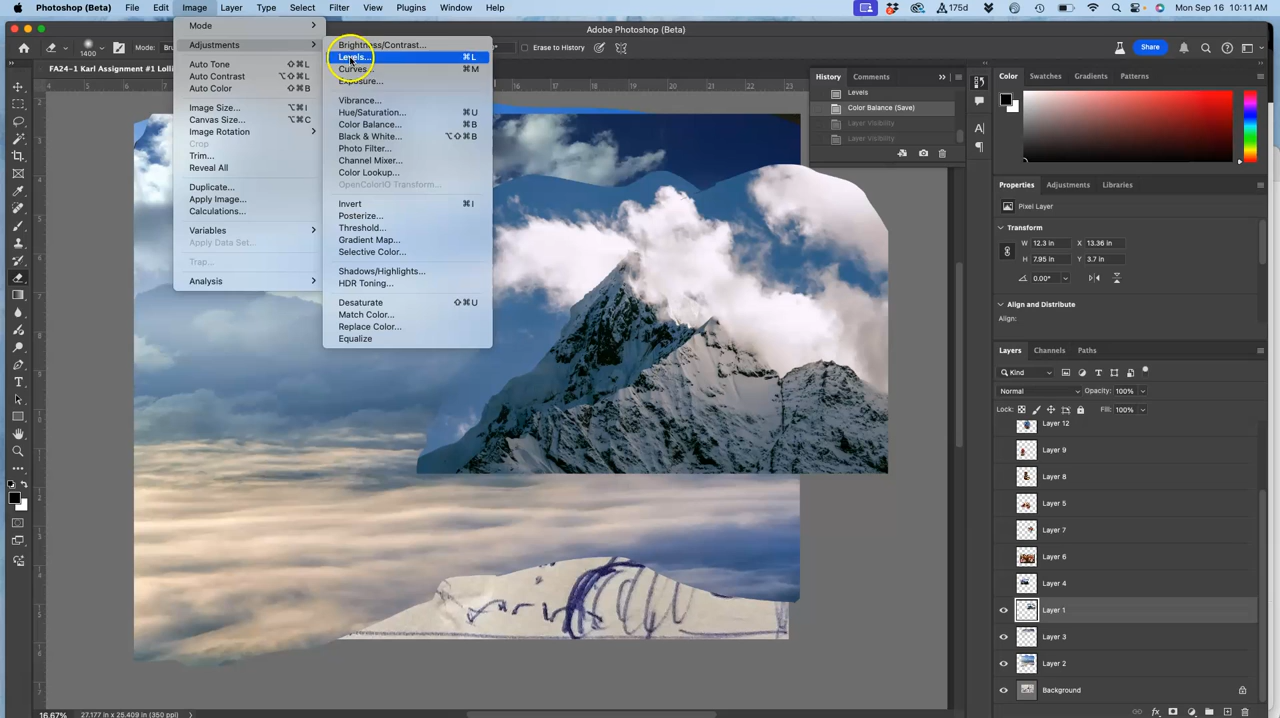 Photoshop (Beta) File Edit Image Layer Type Select Filter View Plugins Window Help 175d Mon Sep 16 10:11 AM
Adobe Photoshop (Beta)
1400 Mode: Erase to History Share
FA24-1 Karl Assignment #1 Lolli
Mode
Adjustments
Auto Tone ⇧⌘L
Auto Contrast ⌥⇧⌘L
Auto Color ⇧⌘B
Image Size... ⌥⌘I
Canvas Size... ⌥⌘C
Image Rotation
Crop
Trim...
Reveal All
Duplicate...
Apply Image...
Calculations...
Variables
Apply Data Set...
Trap...
Analysis
Brightness/Contrast...
Levels... ⌘L
Curves... ⌘M
Exposure...
Vibrance...
Hue/Saturation... ⌘U
Color Balance... ⌘B
Black & White... ⌥⇧⌘B
Photo Filter...
Channel Mixer...
Color Lookup...
OpenColorIO Transform...
Invert ⌘I
Posterize...
Threshold...
Gradient Map...
Selective Color...
Shadows/Highlights...
HDR Toning...
Desaturate ⇧⌘U
Match Color...
Replace Color...
Equalize
History Comments
Levels
Color Balance (Save)
Layer Visibility
Layer Visibility
Color Swatches Gradients Patterns
Properties Adjustments Libraries
Pixel Layer
Transform
W 12.3 in X 13.36 in
H 7.95 in Y 3.7 in
0.00°
Align and Distribute
Align:
Layers Channels Paths
Kind
Normal Opacity: 100%
Lock: Fill: 100%
Layer 12
Layer 9
Layer 8
Layer 5
Layer 7
Layer 6
Layer 4
Layer 1
Layer 3
Layer 2
Background
16.67% 27.177 in x 25.409 in (350 ppi)